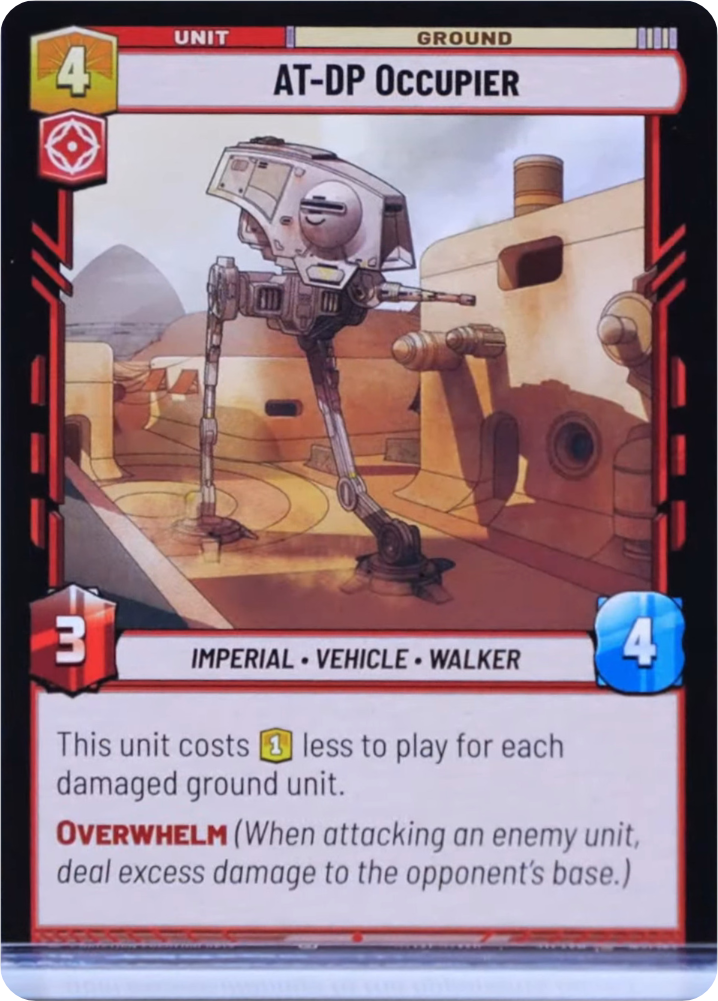 UNIT
GROUND
4
AT-DP OCCUPIER
3
IMPERIAL • VEHICLE • WALKER
4
This unit costs 1 less to play for each
damaged ground unit.
OVERWHELM (When attacking an enemy unit,
deal excess damage to the opponent's base.)